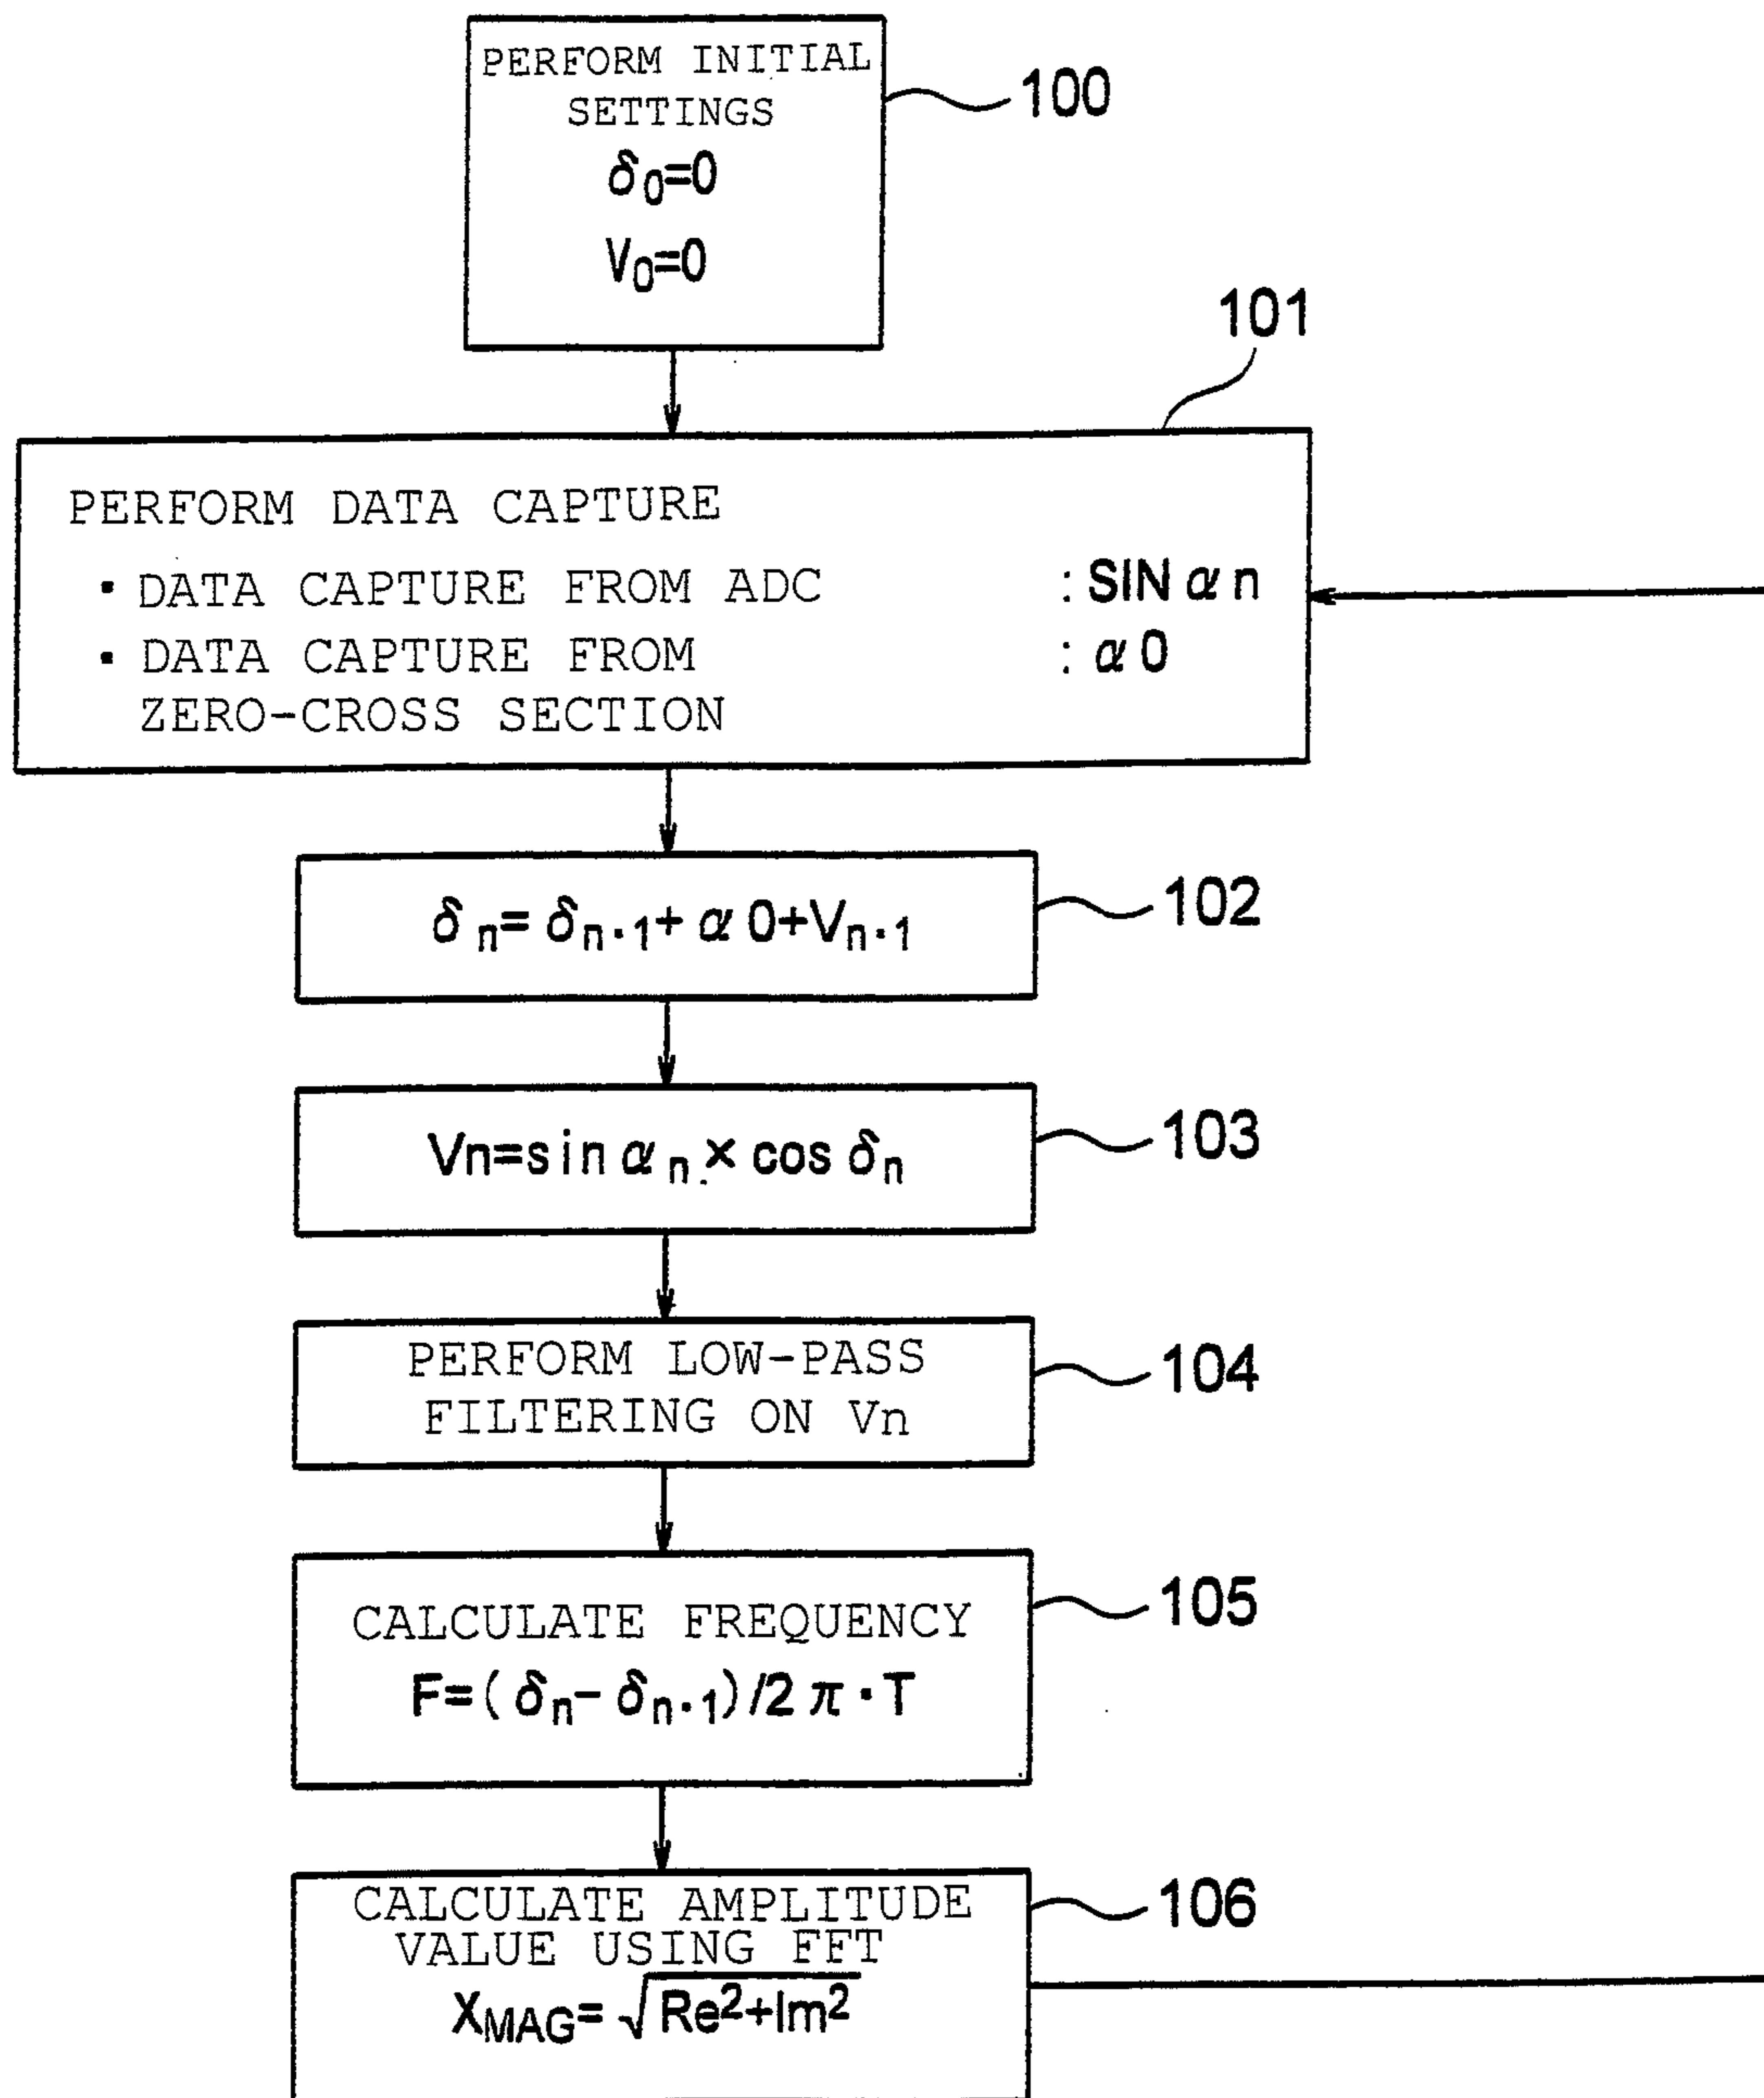 PERFORM INITIAL
SETTINGS
δ0=0
V0=0
100
101
PERFORM DATA CAPTURE
▪ DATA CAPTURE FROM ADC : SIN α n
▪ DATA CAPTURE FROM : α 0
ZERO-CROSS SECTION
δn= δn-1+ α 0+Vn-1
102
Vn=sin αn × cos δn
103
PERFORM LOW-PASS
FILTERING ON Vn
104
CALCULATE FREQUENCY
F=( δn- δn-1)/2 π · T
105
CALCULATE AMPLITUDE
VALUE USING FFT
XMAG= √Re²+Im²
106